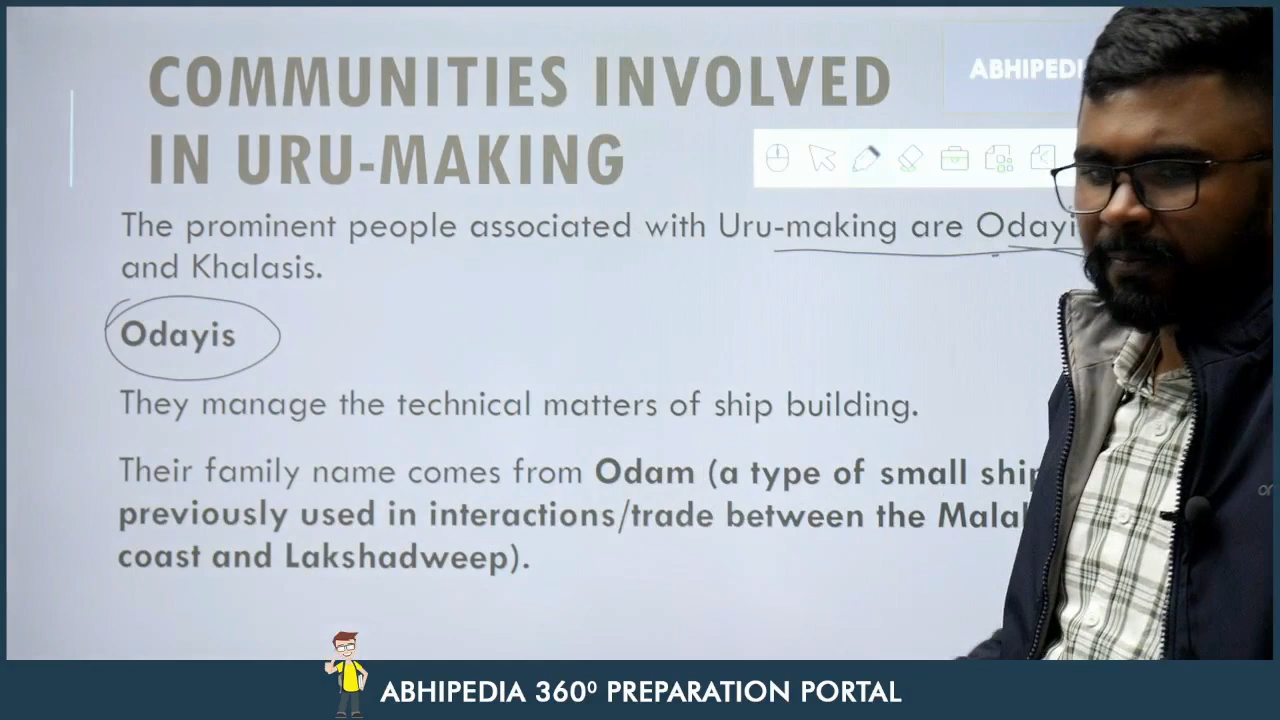 COMMUNITIES INVOLVED
IN URU-MAKING
ABHIPEDI
The prominent people associated with Uru-making are Odayi
and Khalasis.
Odayis
They manage the technical matters of ship building.
Their family name comes from Odam (a type of small ship
previously used in interactions/trade between the Malab
coast and Lakshadweep).
ABHIPEDIA 360⁰ PREPARATION PORTAL